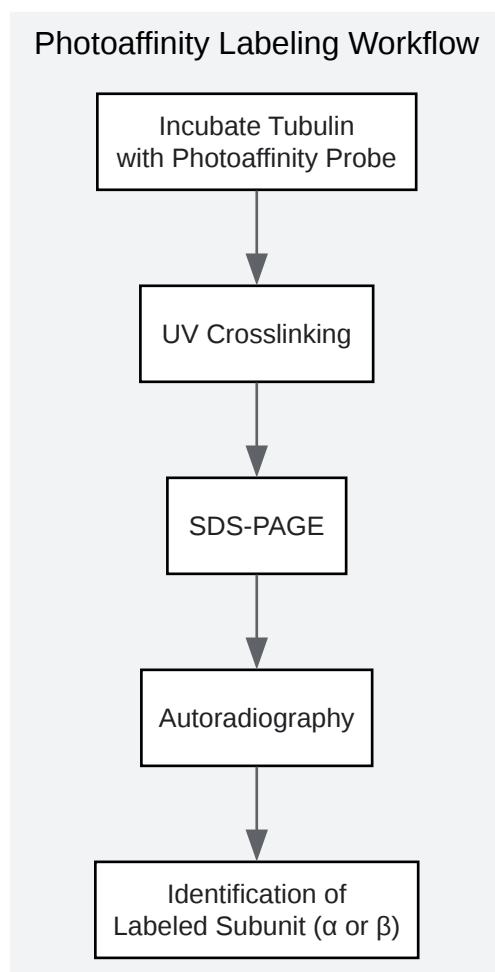 Photoaffinity Labeling Workflow
Incubate Tubulin
with Photoaffinity Probe
UV Crosslinking
SDS-PAGE
Autoradiography
Identification of
Labeled Subunit (α or β)